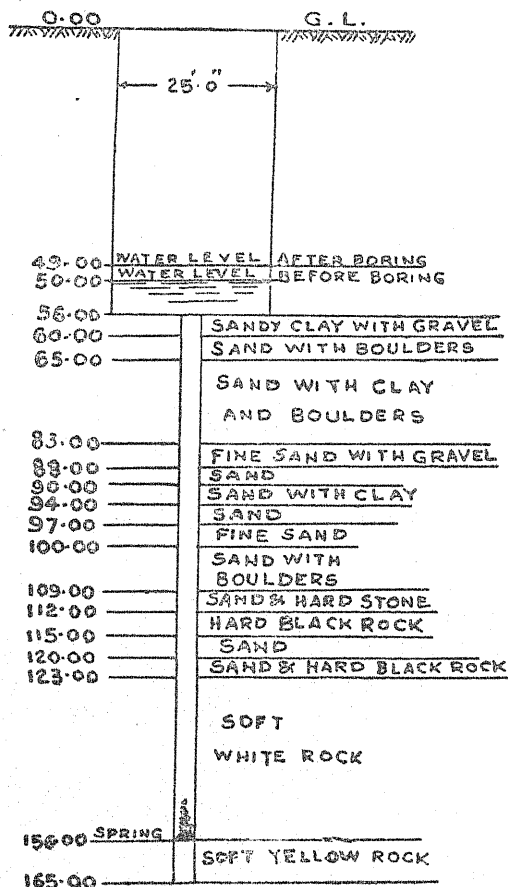 0.00 G. L.
25'.0"
49.00 WATER LEVEL AFTER BORING
50.00 WATER LEVEL BEFORE BORING
56.00
SANDY CLAY WITH GRAVEL
60.00
SAND WITH BOULDERS
65.00
SAND WITH CLAY
AND BOULDERS
83.00
FINE SAND WITH GRAVEL
88.00
SAND
90.00
SAND WITH CLAY
94.00
SAND
97.00
FINE SAND
100.00
SAND WITH
BOULDERS
109.00
SAND & HARD STONE
112.00
HARD BLACK ROCK
115.00
SAND
120.00
SAND & HARD BLACK ROCK
123.00
SOFT
WHITE ROCK
156.00 SPRING
SOFT YELLOW ROCK
165.00